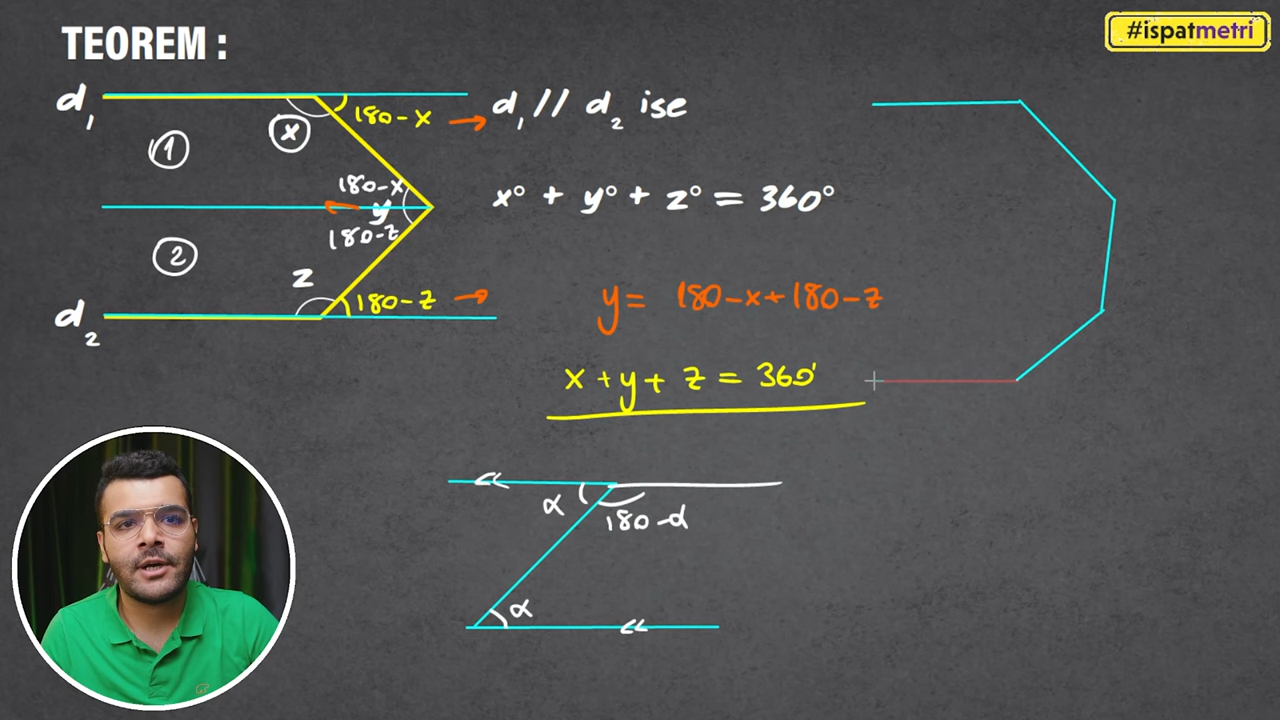 TEOREM :
#ispatmetri
d₁
180-x
d₁ // d₂ ise
1
x
180-x
y
x° + y° + z° = 360°
180-z
2
z
180-z
y = 180-x+180-z
d₂
x + y + z = 360°
α
180-α
α